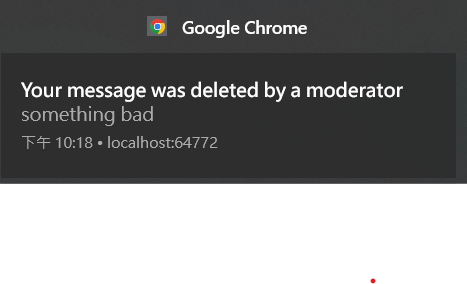 Google Chrome
Your message was deleted by a moderator
something bad
下午 10:18 • localhost:64772